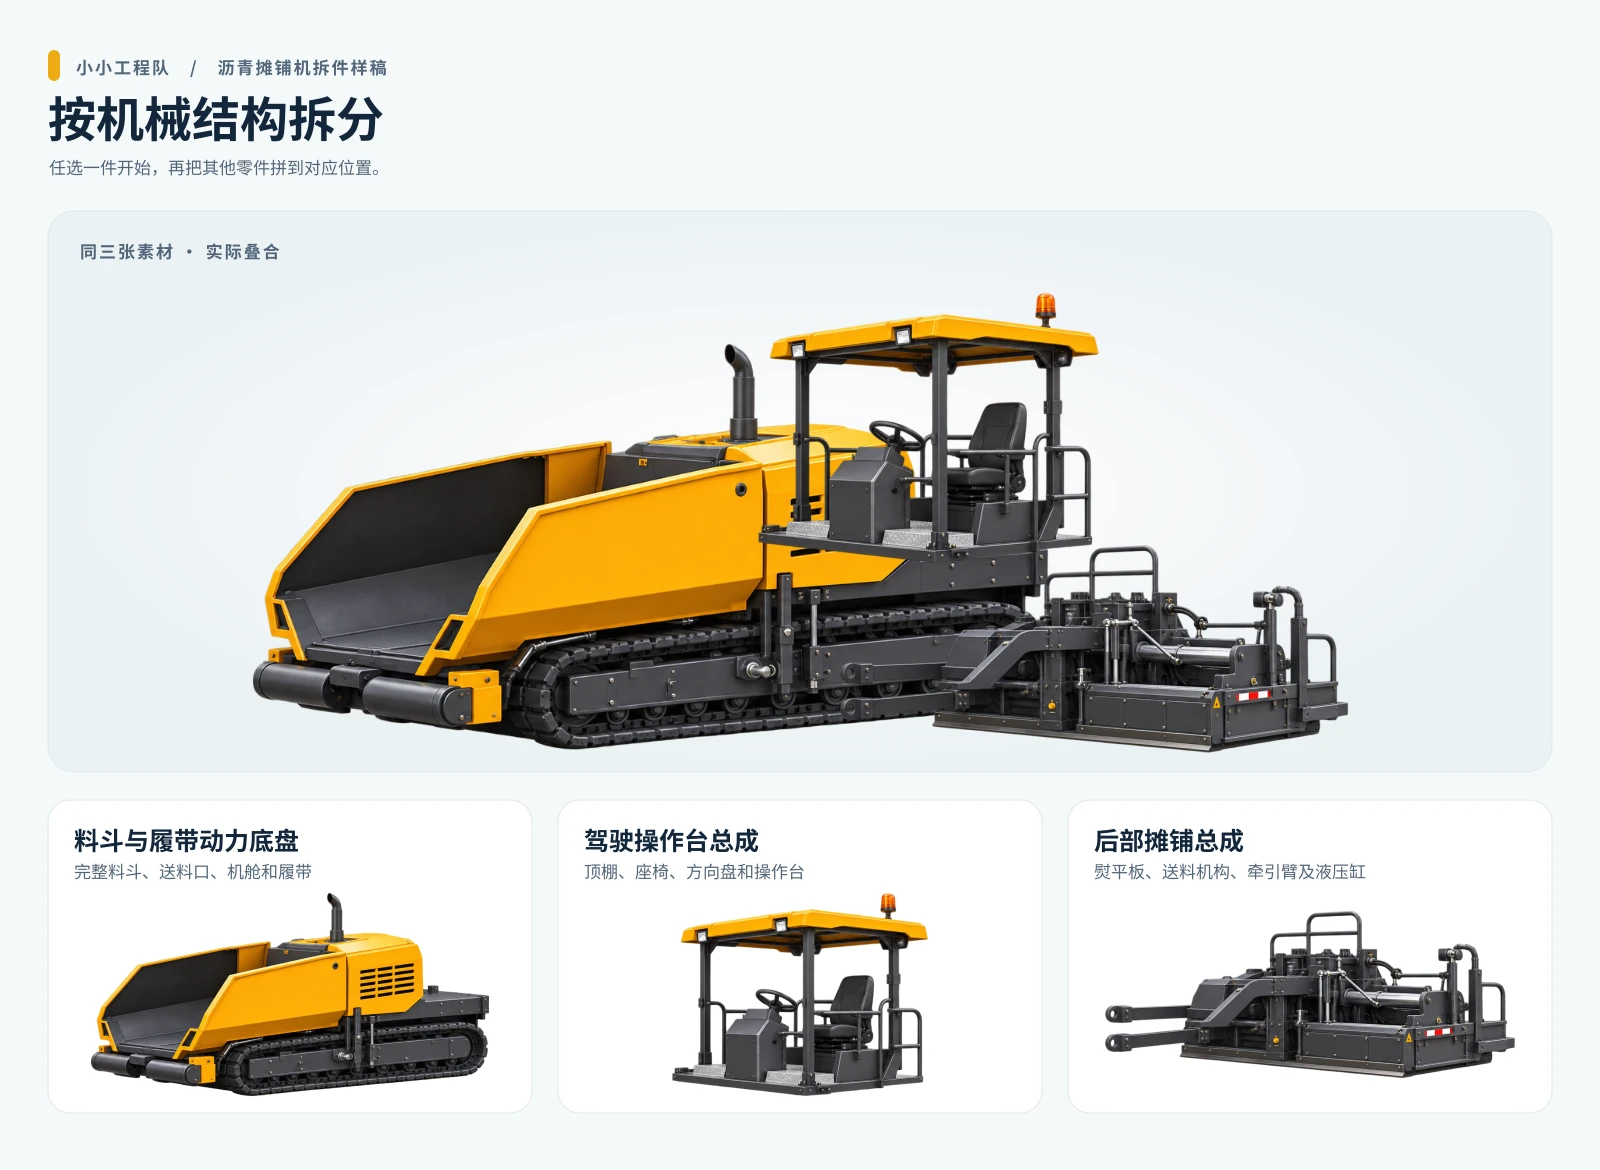 小小工程队 / 沥青摊铺机拆件样稿
按机械结构拆分
任选一件开始，再把其他零件拼到对应位置。
同三张素材 • 实际叠合
料斗与履带动力底盘
完整料斗、送料口、机舱和履带
驾驶操作台总成
顶棚、座椅、方向盘和操作台
后部摊铺总成
熨平板、送料机构、牵引臂及液压缸